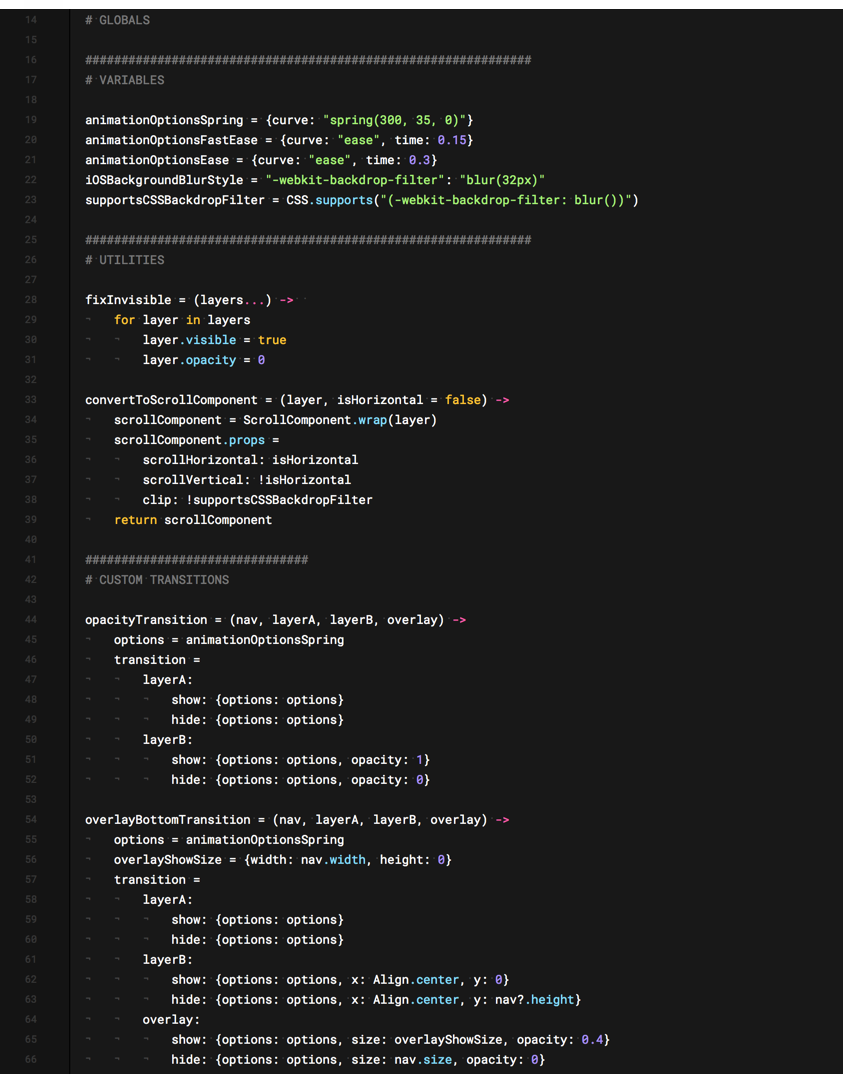 14 # GLOBALS
15
16 ##############################################################
17 # VARIABLES
18
19 animationOptionsSpring = {curve: "spring(300, 35, 0)"}
20 animationOptionsFastEase = {curve: "ease", time: 0.15}
21 animationOptionsEase = {curve: "ease", time: 0.3}
22 iOSBackgroundBlurStyle = "-webkit-backdrop-filter": "blur(32px)"
23 supportsCSSBackdropFilter = CSS.supports("(-webkit-backdrop-filter: blur())")
24
25 ##############################################################
26 # UTILITIES
27
28 fixInvisible = (layers...) ->
29 for layer in layers
30 layer.visible = true
31 layer.opacity = 0
32
33 convertToScrollComponent = (layer, isHorizontal = false) ->
34 scrollComponent = ScrollComponent.wrap(layer)
35 scrollComponent.props =
36 scrollHorizontal: isHorizontal
37 scrollVertical: !isHorizontal
38 clip: !supportsCSSBackdropFilter
39 return scrollComponent
40
41 ###############################
42 # CUSTOM TRANSITIONS
43
44 opacityTransition = (nav, layerA, layerB, overlay) ->
45 options = animationOptionsSpring
46 transition =
47 layerA:
48 show: {options: options}
49 hide: {options: options}
50 layerB:
51 show: {options: options, opacity: 1}
52 hide: {options: options, opacity: 0}
53
54 overlayBottomTransition = (nav, layerA, layerB, overlay) ->
55 options = animationOptionsSpring
56 overlayShowSize = {width: nav.width, height: 0}
57 transition =
58 layerA:
59 show: {options: options}
60 hide: {options: options}
61 layerB:
62 show: {options: options, x: Align.center, y: 0}
63 hide: {options: options, x: Align.center, y: nav?.height}
64 overlay:
65 show: {options: options, size: overlayShowSize, opacity: 0.4}
66 hide: {options: options, size: nav.size, opacity: 0}